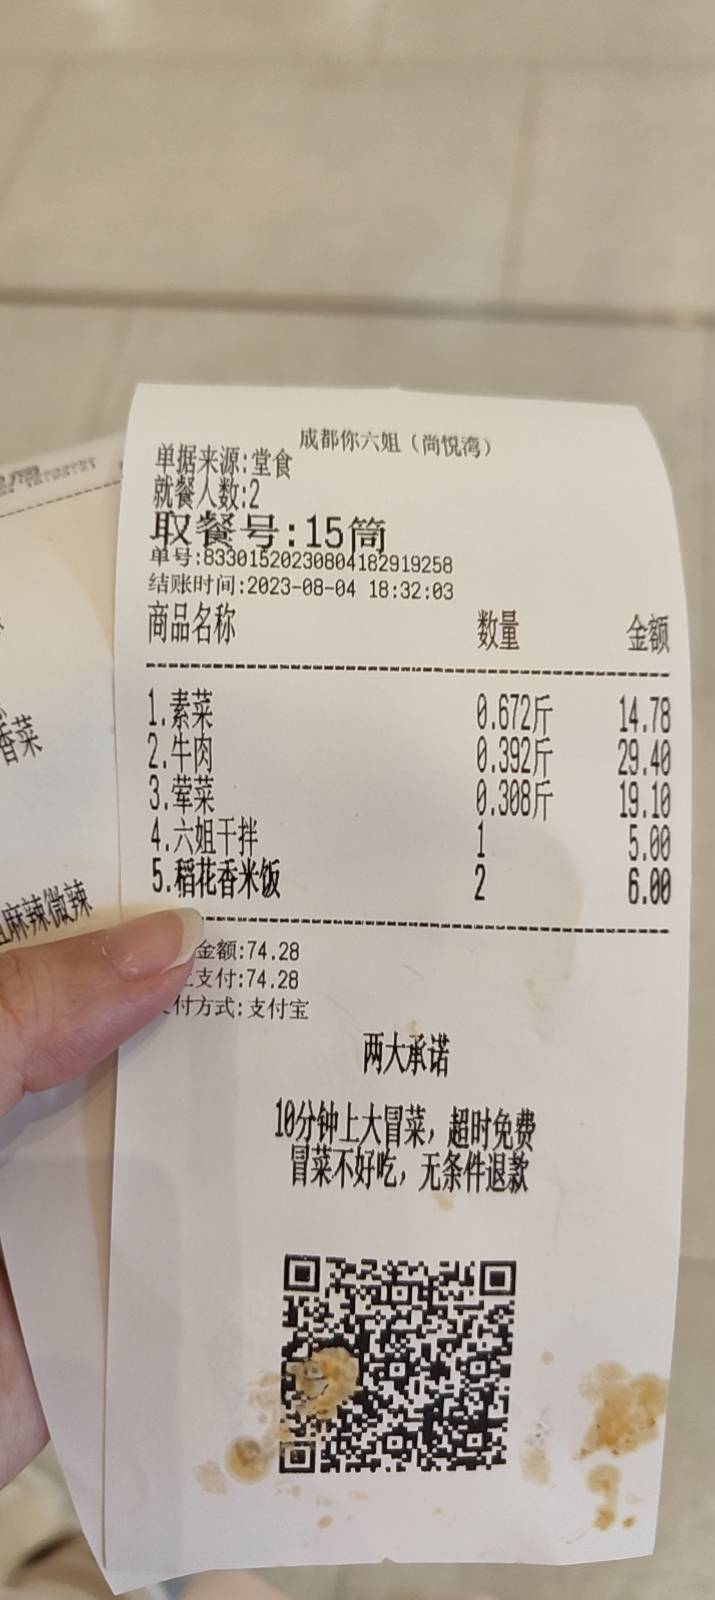 成都你六姐（尚悦湾）
单据来源:堂食
就餐人数:2
取餐号:15筒
单号:83301520230804182919258
结账时间:2023-08-04 18:32:03
商品名称 数量 金额
1.素菜 0.672斤 14.78
2.牛肉 0.392斤 29.40
3.荤菜 0.308斤 19.10
4.六姐干拌 1 5.00
5.稻花香米饭 2 6.00
金额:74.28
支付:74.28
付方式:支付宝
两大承诺
10分钟上大冒菜，超时免费
冒菜不好吃，无条件退款
香菜
麻辣微辣